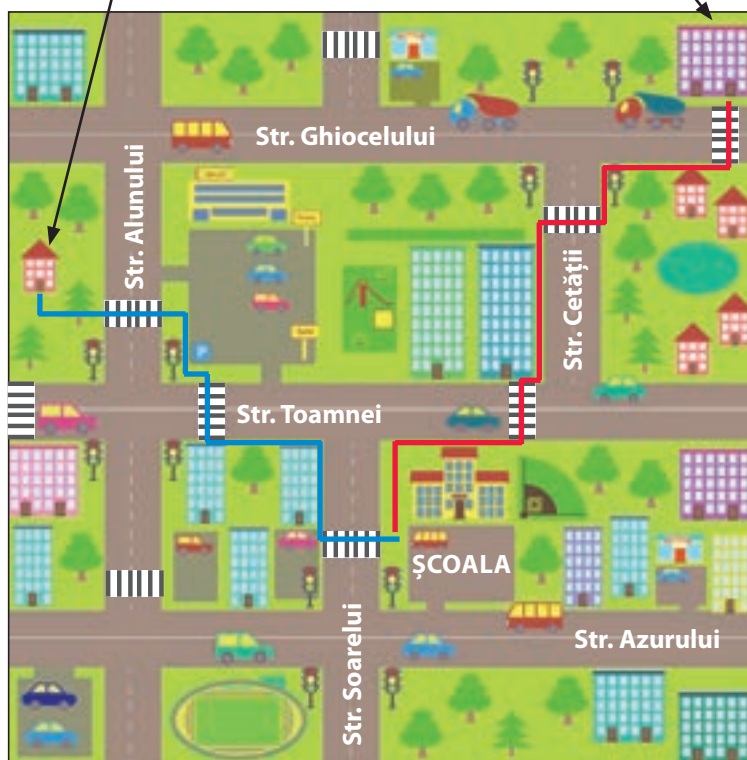 Str. Ghiocelului
Str. Alunului
Str. Cetății
P
Str. Toamnei
ȘCOALA
Str. Soarelui
Str. Azurului